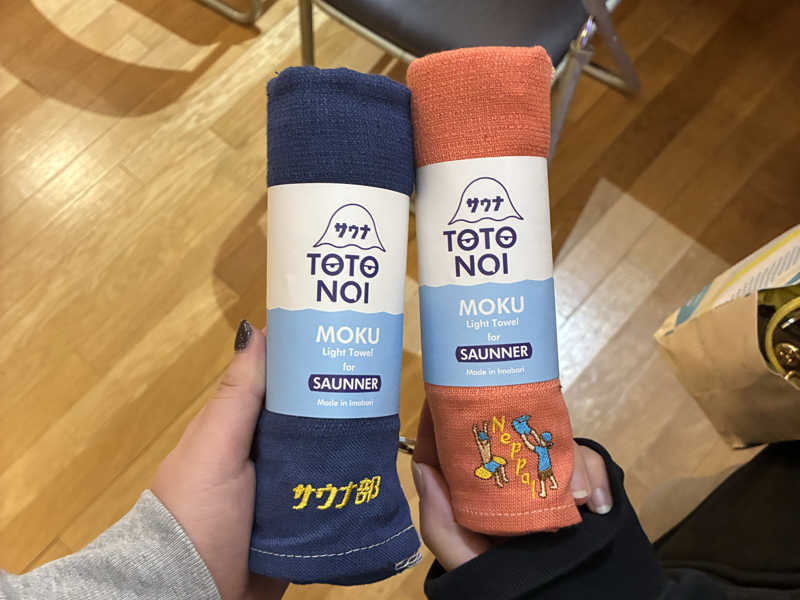 サウナ
TOTO
NOI
MOKU
Light Towel
for
SAUNNER
Made in Imabari
サウナ部
サウナ
TOTO
NOI
MOKU
Light Towel
for
SAUNNER
Made in Imabari
Neppa!